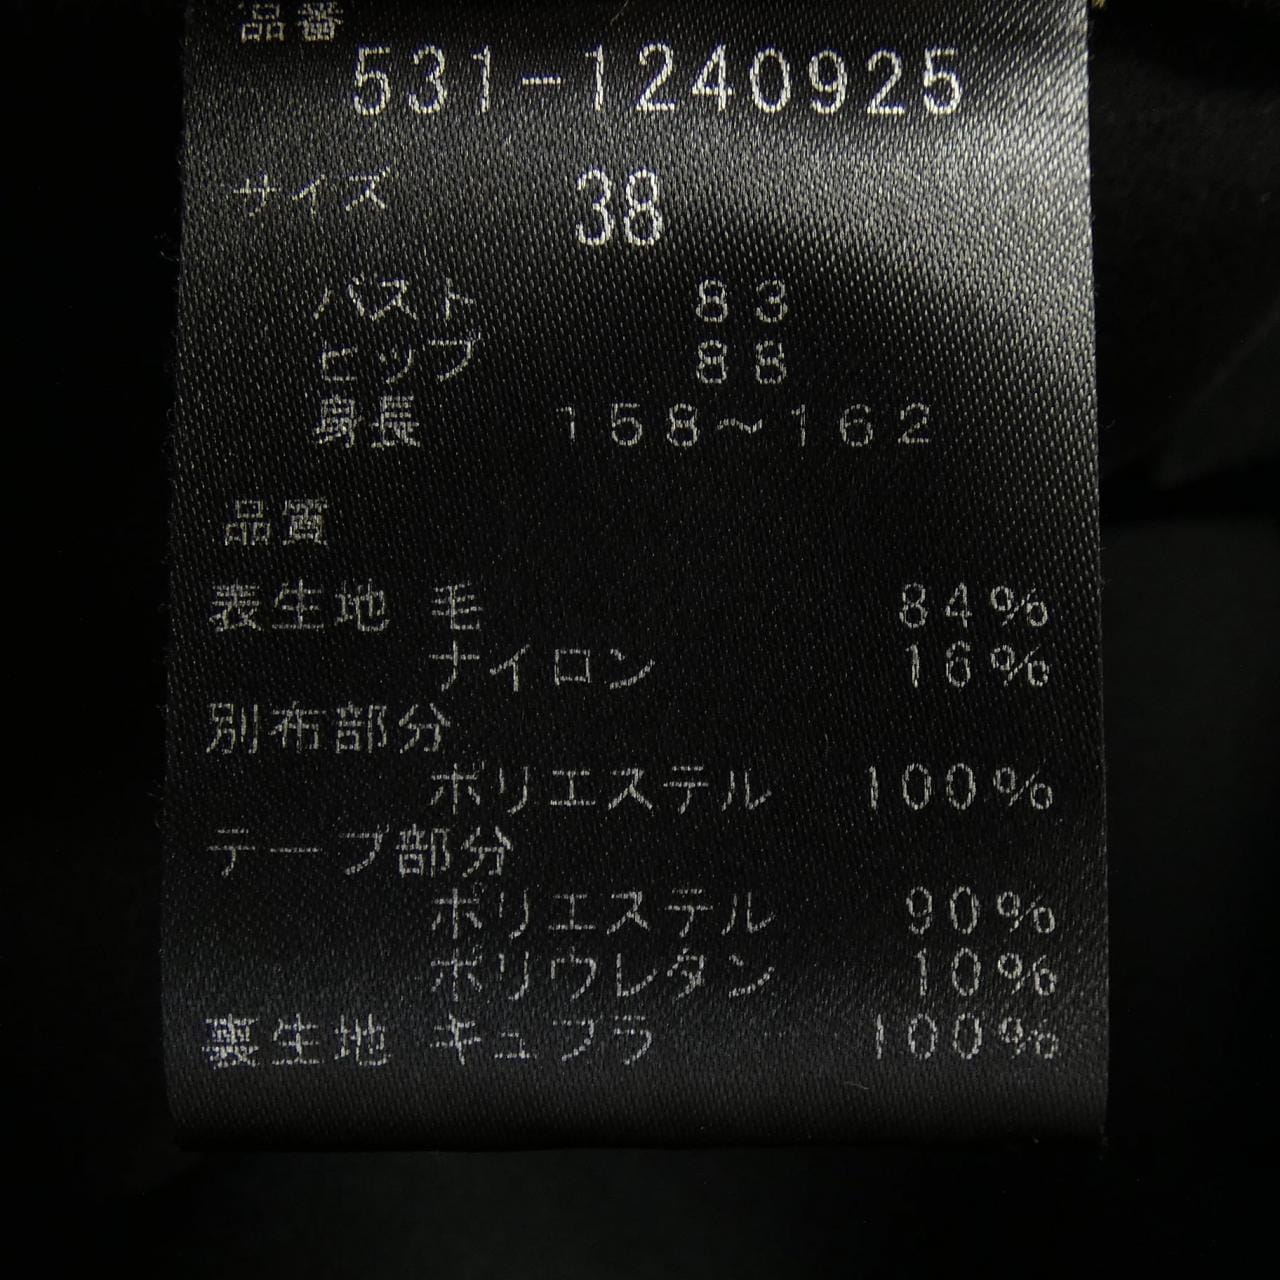 品番
531-1240925
サイズ 38
バスト 83
ヒップ 88
身長 158～162
品質
表生地 毛 84%
ナイロン 16%
別布部分
ポリエステル 100%
テープ部分
ポリエステル 90%
ポリウレタン 10%
裏生地 キュプラ 100%